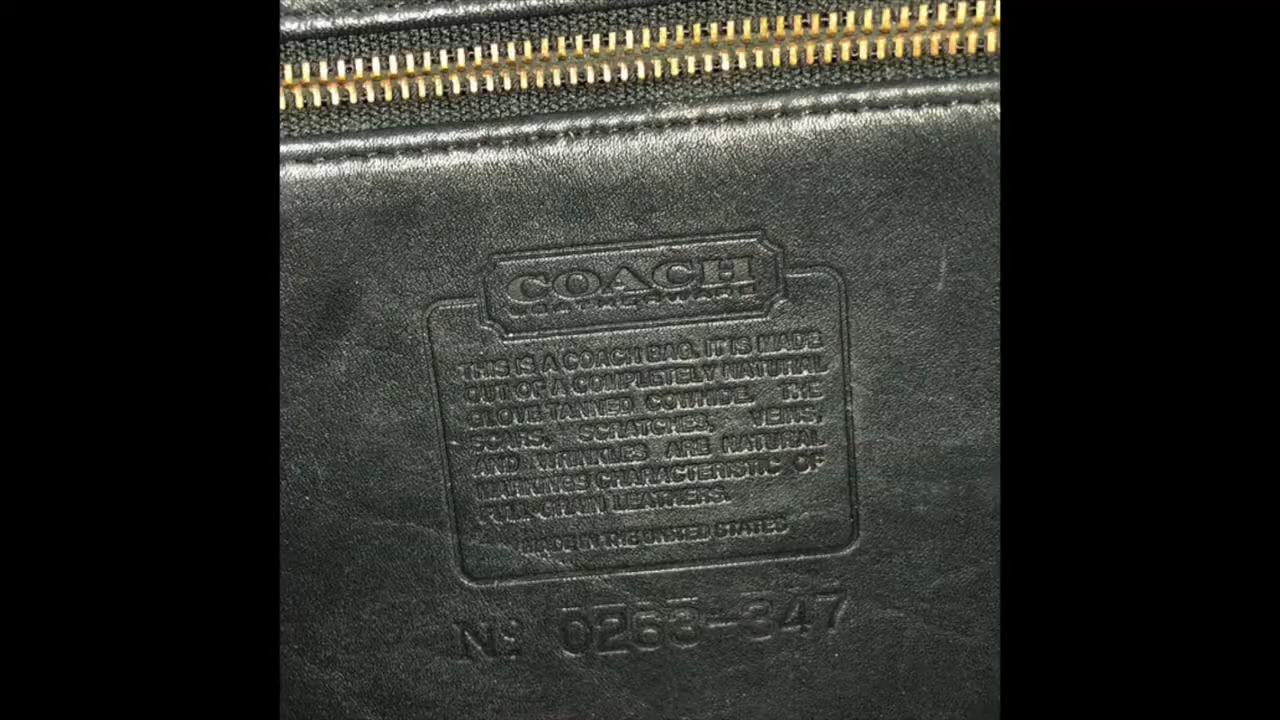 COACH
LEATHERWARE
THIS IS A COACH BAG. IT IS MADE
OUT OF A COMPLETELY NATURAL
GLOVE TANNED COWHIDE. THE
SCARS, SCRATCHES, VEINS,
AND WRINKLES ARE NATURAL
MARKINGS CHARACTERISTIC OF
FULL-GRAIN LEATHERS.
MADE IN THE UNITED STATES
Nº 0263-347